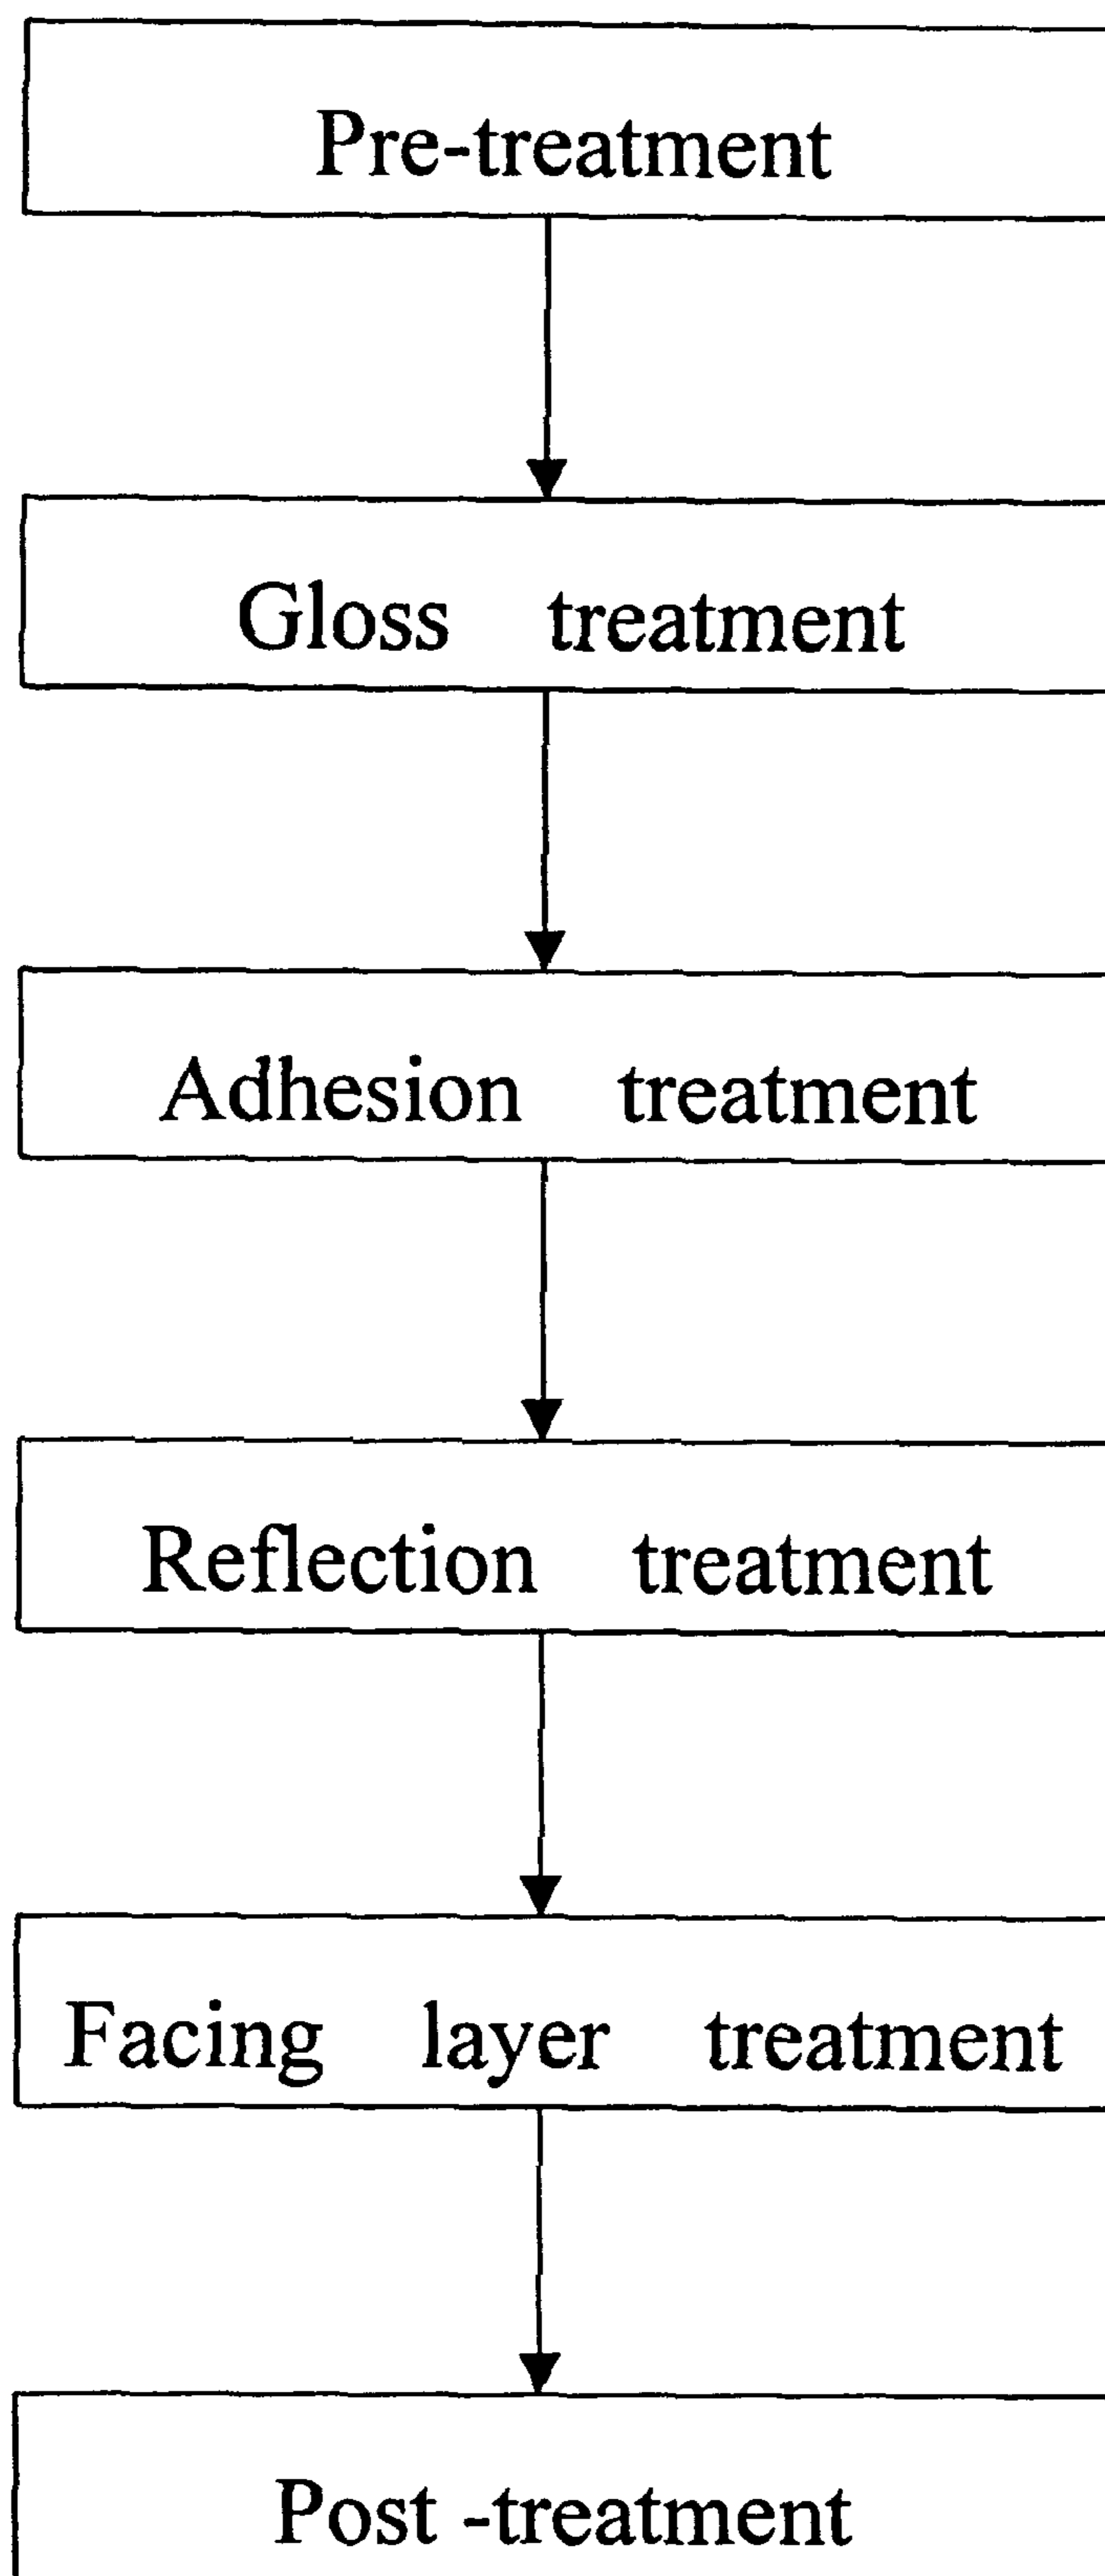 Pre-treatment
Gloss treatment
Adhesion treatment
Reflection treatment
Facing layer treatment
Post -treatment